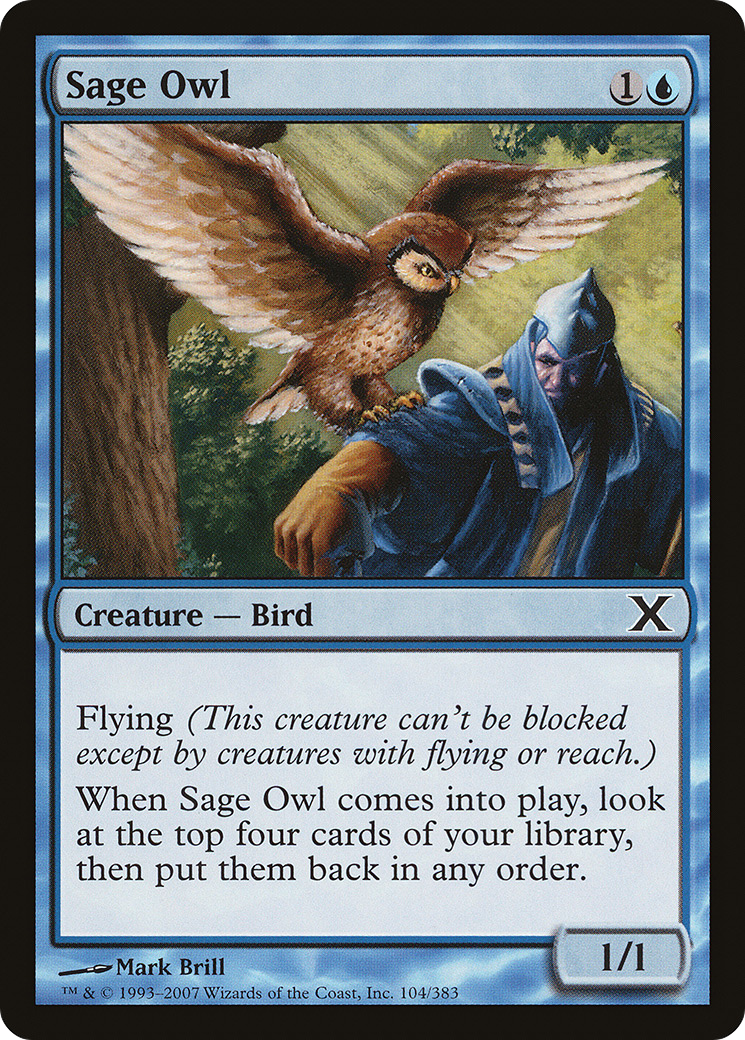 Sage Owl 1
Creature — Bird X
Flying (This creature can't be blocked
except by creatures with flying or reach.)
When Sage Owl comes into play, look
at the top four cards of your library,
then put them back in any order.
1/1
Mark Brill
™ & © 1993–2007 Wizards of the Coast, Inc. 104/383